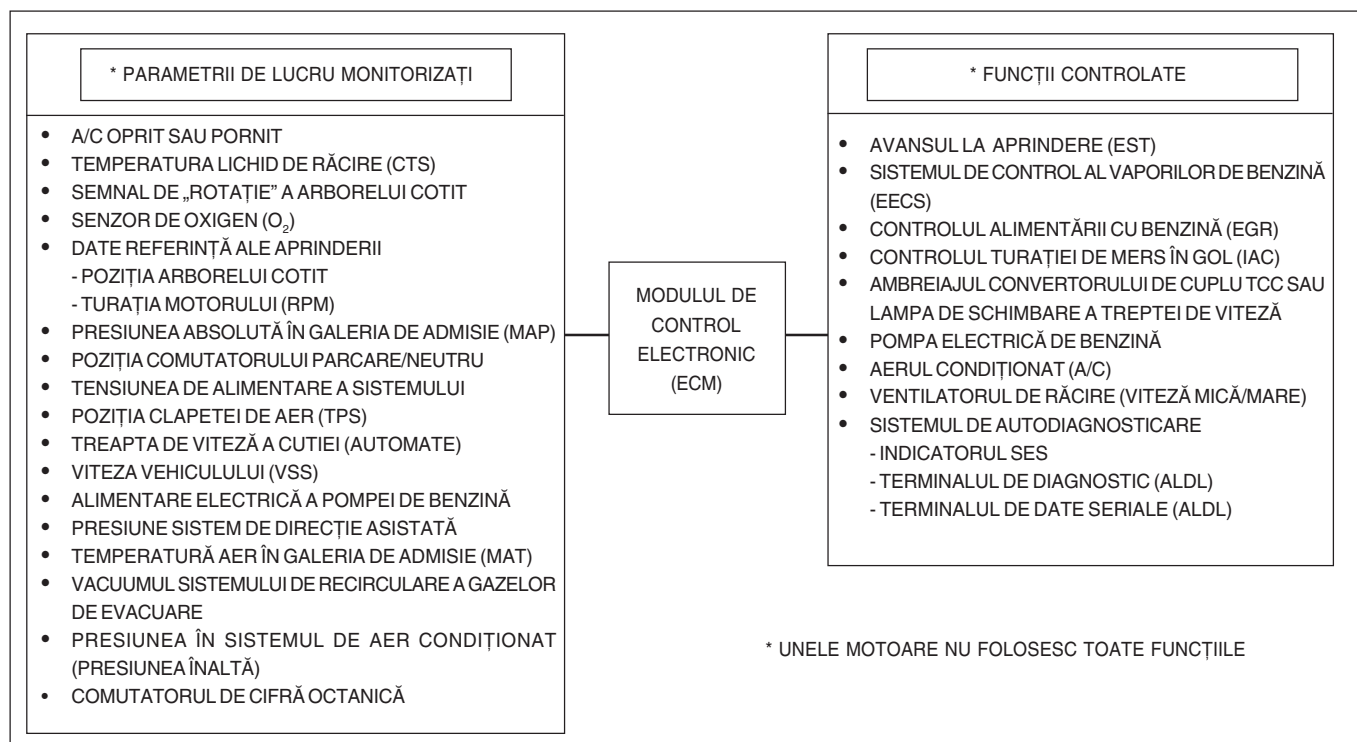 * PARAMETRII DE LUCRU MONITORIZAȚI
• A/C OPRIT SAU PORNIT
• TEMPERATURA LICHID DE RĂCIRE (CTS)
• SEMNAL DE „ROTAȚIE” A ARBORELUI COTIT
• SENZOR DE OXIGEN (O₂)
• DATE REFERINȚĂ ALE APRINDERII
- POZIȚIA ARBORELUI COTIT
- TURAȚIA MOTORULUI (RPM)
• PRESIUNEA ABSOLUTĂ ÎN GALERIA DE ADMISIE (MAP)
• POZIȚIA COMUTATORULUI PARCARE/NEUTRU
• TENSIUNEA DE ALIMENTARE A SISTEMULUI
• POZIȚIA CLAPETEI DE AER (TPS)
• TREAPTA DE VITEZĂ A CUTIEI (AUTOMATE)
• VITEZA VEHICULULUI (VSS)
• ALIMENTARE ELECTRICĂ A POMPEI DE BENZINĂ
• PRESIUNE SISTEM DE DIRECȚIE ASISTATĂ
• TEMPERATURĂ AER ÎN GALERIA DE ADMISIE (MAT)
• VACUUMUL SISTEMULUI DE RECIRCULARE A GAZELOR
DE EVACUARE
• PRESIUNEA ÎN SISTEMUL DE AER CONDIȚIONAT
(PRESIUNEA ÎNALTĂ)
• COMUTATORUL DE CIFRĂ OCTANICĂ
MODULUL DE
CONTROL
ELECTRONIC
(ECM)
* FUNCȚII CONTROLATE
• AVANSUL LA APRINDERE (EST)
• SISTEMUL DE CONTROL AL VAPORILOR DE BENZINĂ
(EECS)
• CONTROLUL ALIMENTĂRII CU BENZINĂ (EGR)
• CONTROLUL TURAȚIEI DE MERS ÎN GOL (IAC)
• AMBREIAJUL CONVERTORULUI DE CUPLU TCC SAU
LAMPA DE SCHIMBARE A TREPTEI DE VITEZĂ
• POMPA ELECTRICĂ DE BENZINĂ
• AERUL CONDIȚIONAT (A/C)
• VENTILATORUL DE RĂCIRE (VITEZĂ MICĂ/MARE)
• SISTEMUL DE AUTODIAGNOSTICARE
- INDICATORUL SES
- TERMINALUL DE DIAGNOSTIC (ALDL)
- TERMINALUL DE DATE SERIALE (ALDL)
* UNELE MOTOARE NU FOLOSESC TOATE FUNCȚIILE